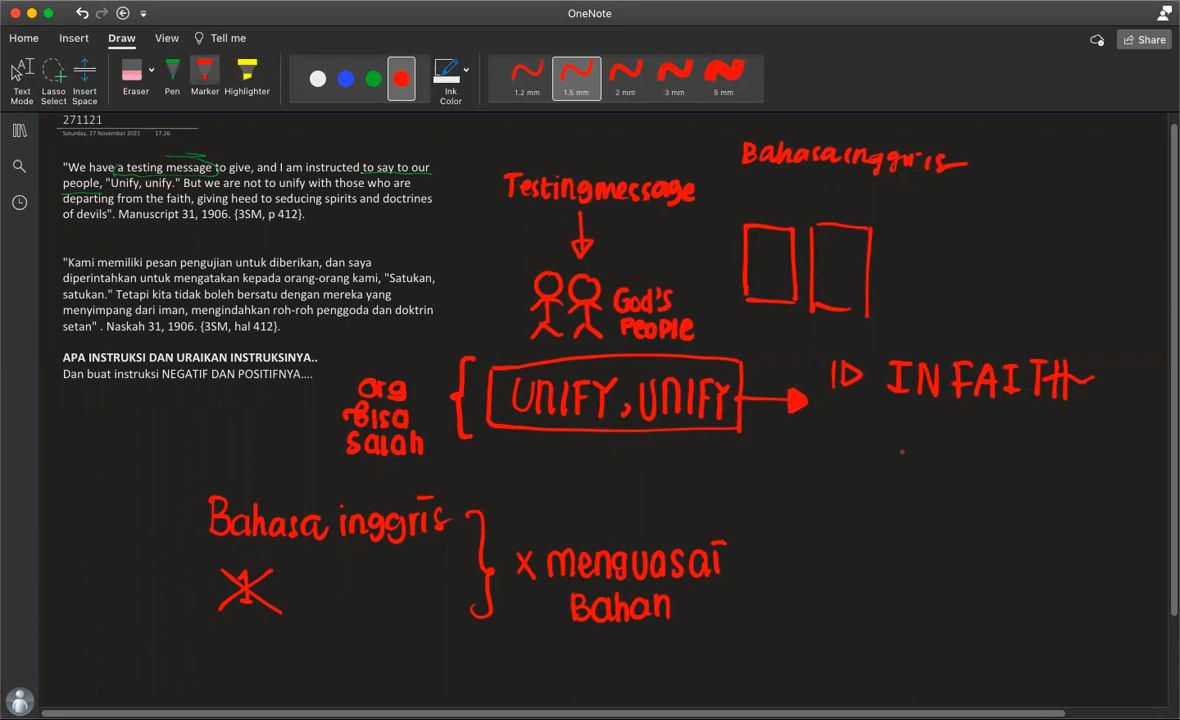 OneNote
Home Insert Draw View Tell me
Share
Text Mode
Lasso Select
Insert Space
Eraser
Pen
Marker
Highlighter
Ink Color
1.2 mm
1.5 mm
2 mm
3 mm
5 mm
271121
Saturday, 27 November 2021 17.26
"We have a testing message to give, and I am instructed to say to our
people, "Unify, unify." But we are not to unify with those who are
departing from the faith, giving heed to seducing spirits and doctrines
of devils". Manuscript 31, 1906. {3SM, p 412}.
"Kami memiliki pesan pengujian untuk diberikan, dan saya
diperintahkan untuk mengatakan kepada orang-orang kami, "Satukan,
satukan." Tetapi kita tidak boleh bersatu dengan mereka yang
menyimpang dari iman, mengindahkan roh-roh penggoda dan doktrin
setan" . Naskah 31, 1906. {3SM, hal 412}.
APA INSTRUKSI DAN URAIKAN INSTRUKSINYA..
Dan buat instruksi NEGATIF DAN POSITIFNYA....
Bahasa inggris
Testing message
God's
PEOPLE
org
Bisa
Salah
UNIFY, UNIFY
1) IN FAITH
Bahasa inggris
1
x menguasai
Bahan